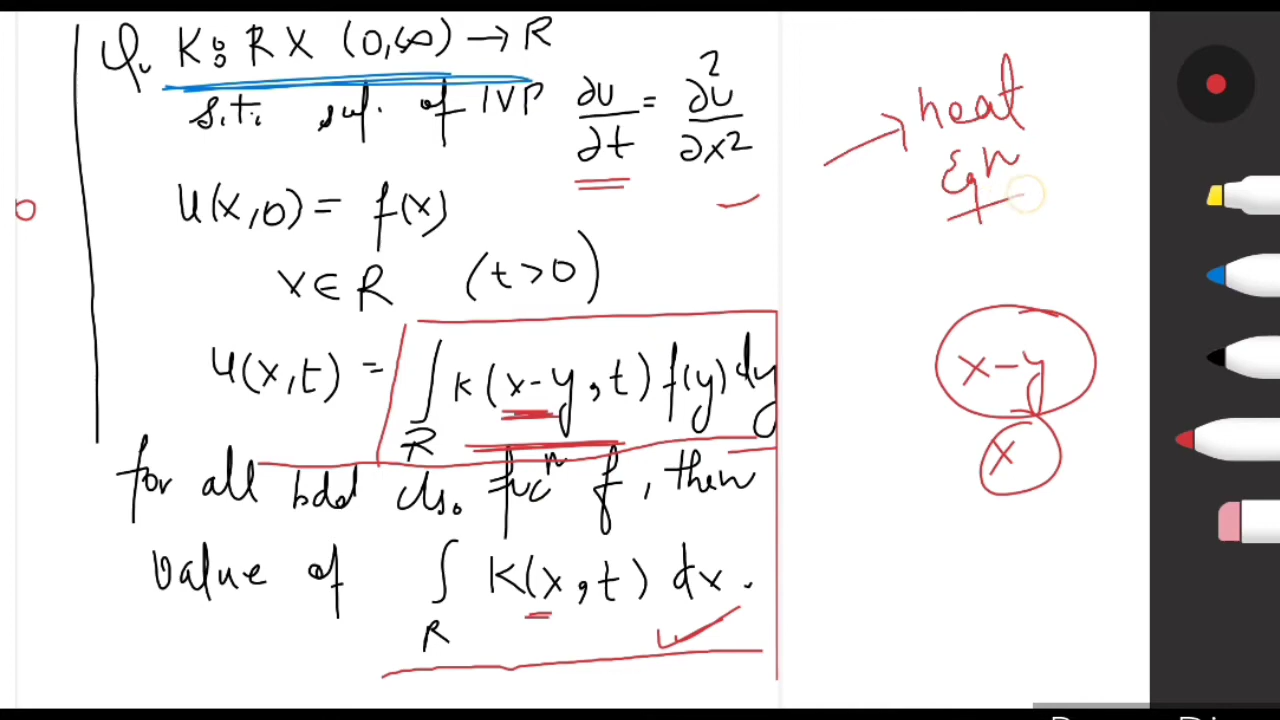 Q. K: R X (0,∞) → R
s.t. sol. of IVP ∂u/∂t = ∂²u/∂x²
u(x,0) = f(x)
x ∈ R (t>0)
u(x,t) = ∫_R K(x-y,t) f(y) dy
for all bdd cts. fucⁿ f, then
value of ∫_R K(x,t) dx.
→ heat
Eqn
x-y
x